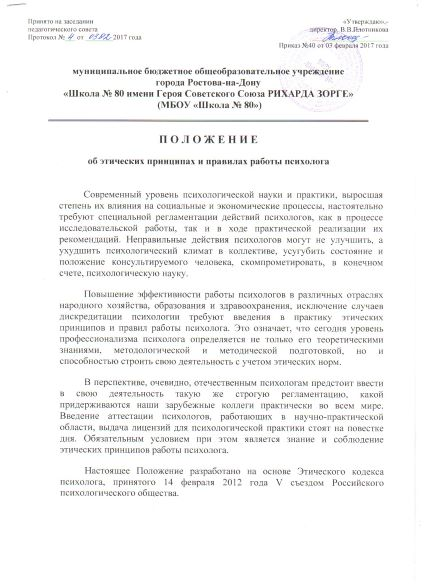 Принято на заседании
педагогического совета
Протокол № 4 от 03.02 2017 года
«Утверждаю».-
директор В.В.Плотникова
Приказ №40 от 03 февраля 2017 года
муниципальное бюджетное общеобразовательное учреждение
города Ростова-на-Дону
«Школа № 80 имени Героя Советского Союза РИХАРДА ЗОРГЕ»
(МБОУ «Школа № 80»)
П О Л О Ж Е Н И Е
об этических принципах и правилах работы психолога
Современный уровень психологической науки и практики, выросшая
степень их влияния на социальные и экономические процессы, настоятельно
требуют специальной регламентации действий психологов, как в процессе
исследовательской работы, так и в ходе практической реализации их
рекомендаций. Неправильные действия психологов могут не улучшить, а
ухудшить психологический климат в коллективе, усугубить состояние и
положение консультируемого человека, скомпрометировать, в конечном
счете, психологическую науку.
Повышение эффективности работы психологов в различных отраслях
народного хозяйства, образования и здравоохранения, исключение случаев
дискредитации психологии требуют введения в практику этических
принципов и правил работы психолога. Это означает, что сегодня уровень
профессионализма психолога определяется не только его теоретическими
знаниями, методологической и методической подготовкой, но и
способностью строить свою деятельность с учетом этических норм.
В перспективе, очевидно, отечественным психологам предстоит ввести
в свою деятельность такую же строгую регламентацию, какой
придерживаются наши зарубежные коллеги практически во всем мире.
Введение аттестации психологов, работающих в научно-практической
области, выдача лицензий для психологической практики стоят на повестке
дня. Обязательным условием при этом является знание и соблюдение
этических принципов работы психолога.
Настоящее Положение разработано на основе Этического кодекса
психолога, принятого 14 февраля 2012 года V съездом Российского
психологического общества.